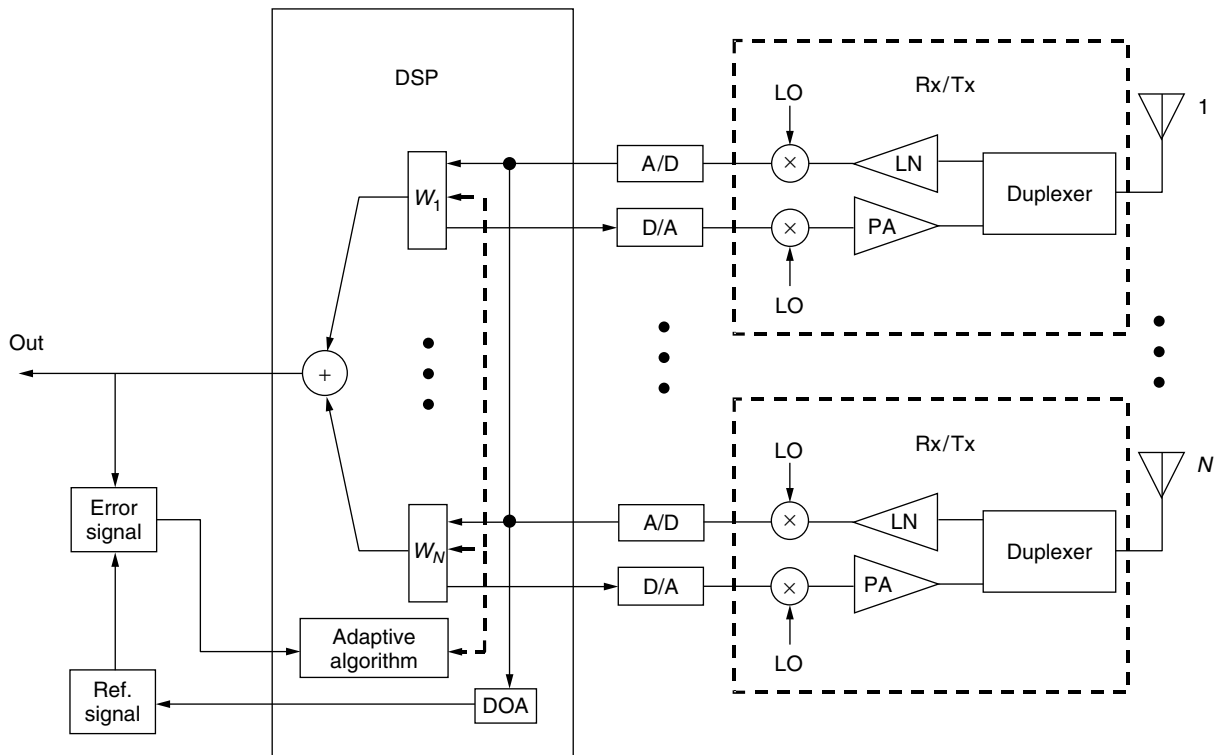 DSP
Rx/Tx
LO
1
A/D
×
LN
Duplexer
W1
D/A
×
PA
LO
Out
+
Rx/Tx
LO
N
Error
signal
A/D
×
LN
Duplexer
WN
D/A
×
PA
Adaptive
algorithm
LO
Ref.
signal
DOA